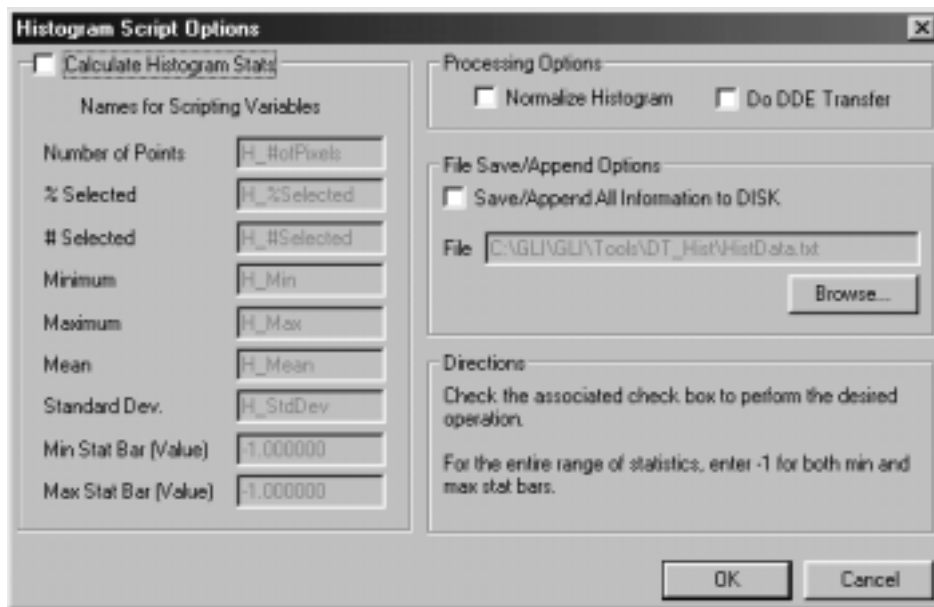 Histogram Script Options
Calculate Histogram Stats
Names for Scripting Variables
Number of Points H_#ofPixels
% Selected H_%Selected
# Selected H_#Selected
Minimum H_Min
Maximum H_Max
Mean H_Mean
Standard Dev. H_StdDev
Min Stat Bar (Value) -1.000000
Max Stat Bar (Value) -1.000000
Processing Options
Normalize Histogram Do DDE Transfer
File Save/Append Options
Save/Append All Information to DISK
File C:\GLI\GLI\Tools\DT_Hist\HistData.txt
Browse...
Directions
Check the associated check box to perform the desired
operation.
For the entire range of statistics, enter -1 for both min and
max stat bars.
OK Cancel